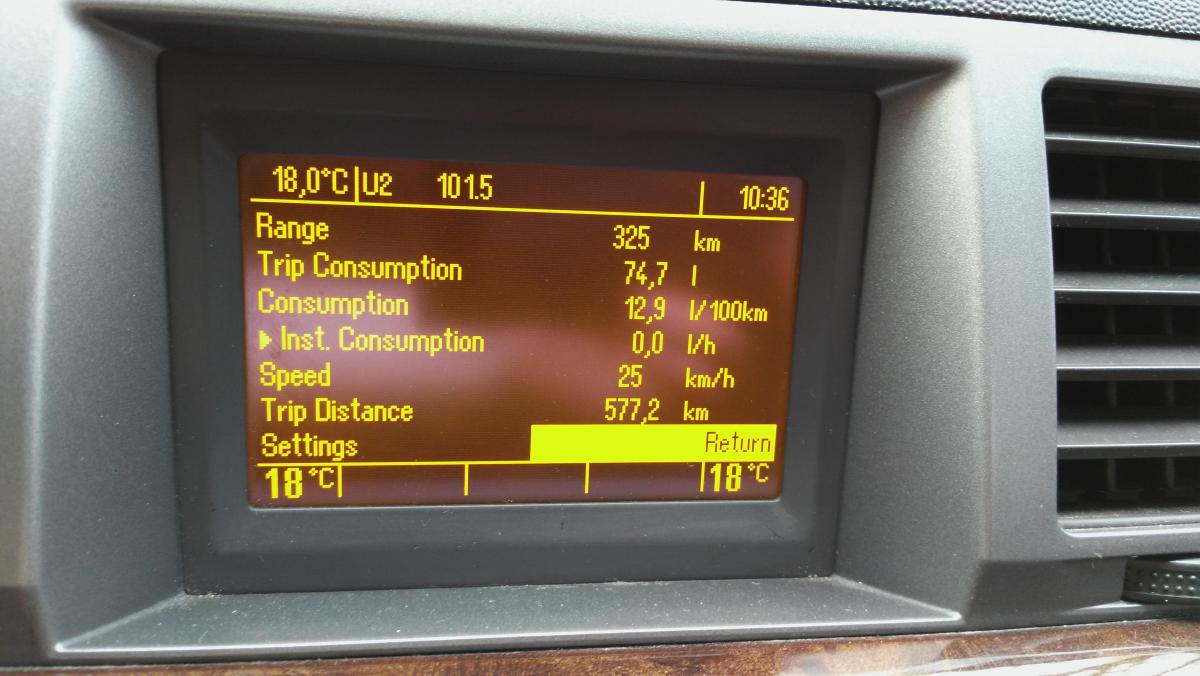 18,0°C U2 101.5 10:36
Range 325 km
Trip Consumption 74,7 l
Consumption 12,9 l/100km
Inst. Consumption 0,0 l/h
Speed 25 km/h
Trip Distance 577,2 km
Settings Return
18°C 18°C